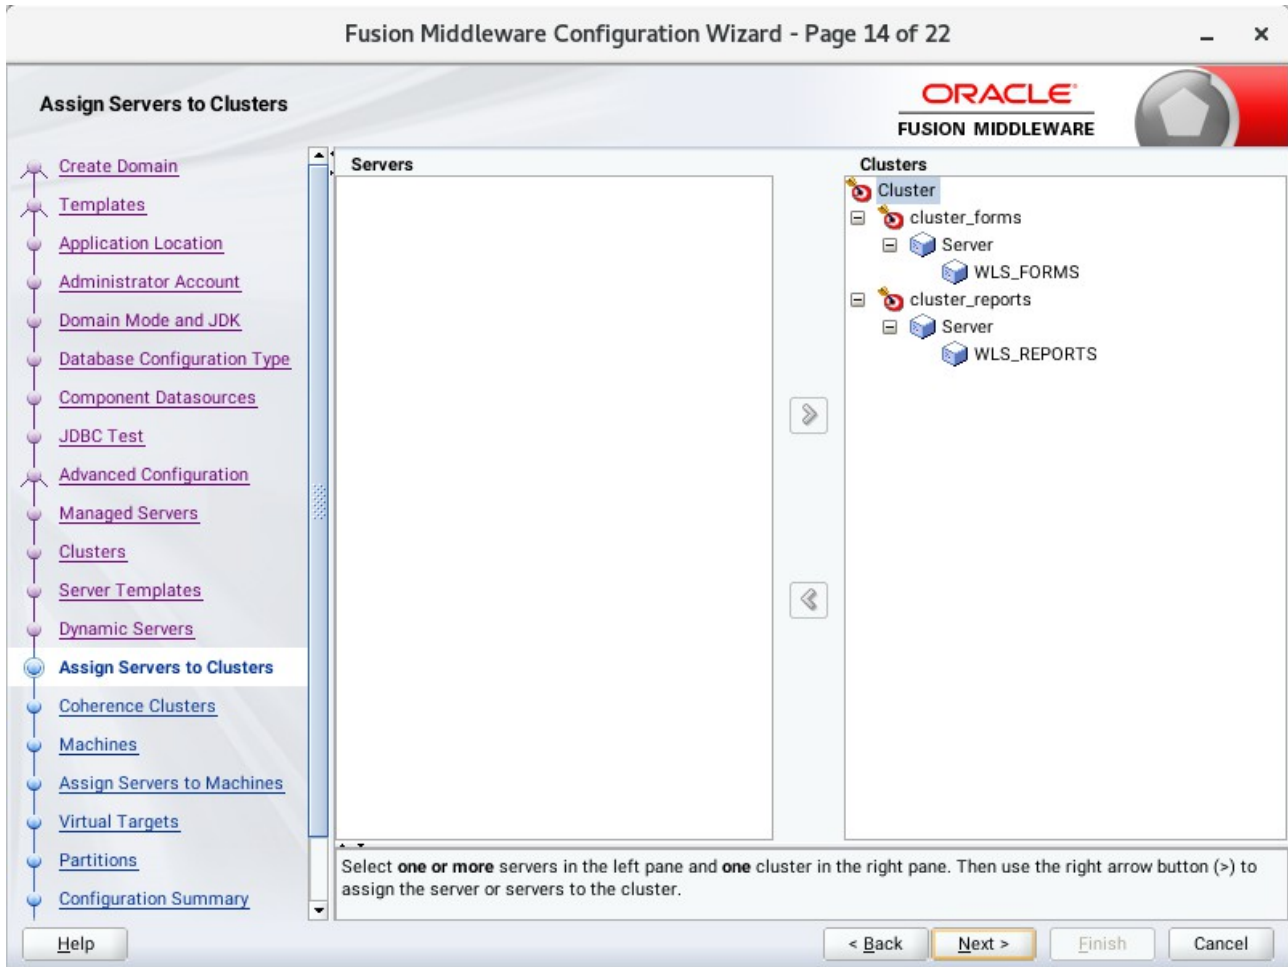 Fusion Middleware Configuration Wizard - Page 14 of 22
Assign Servers to Clusters
ORACLE
FUSION MIDDLEWARE
Create Domain
Templates
Application Location
Administrator Account
Domain Mode and JDK
Database Configuration Type
Component Datasources
JDBC Test
Advanced Configuration
Managed Servers
Clusters
Server Templates
Dynamic Servers
Assign Servers to Clusters
Coherence Clusters
Machines
Assign Servers to Machines
Virtual Targets
Partitions
Configuration Summary
Servers
Clusters
Cluster
cluster_forms
Server
WLS_FORMS
cluster_reports
Server
WLS_REPORTS
Select one or more servers in the left pane and one cluster in the right pane. Then use the right arrow button (>) to
assign the server or servers to the cluster.
Help
< Back
Next >
Finish
Cancel